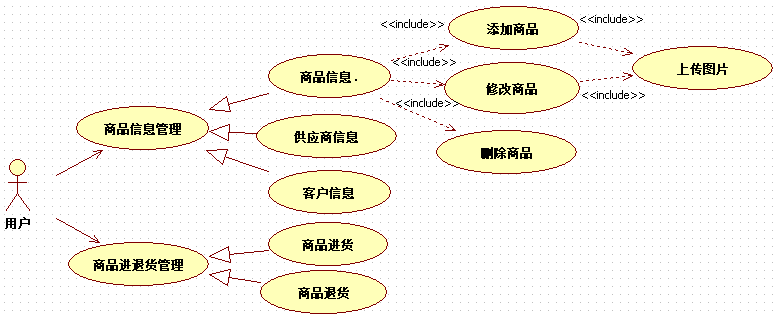 <<include>>
添加商品
<<include>>
商品信息.
<<include>>
修改商品
上传图片
<<include>>
<<include>>
商品信息管理
供应商信息
删除商品
客户信息
用户
商品进退货管理
商品进货
商品退货